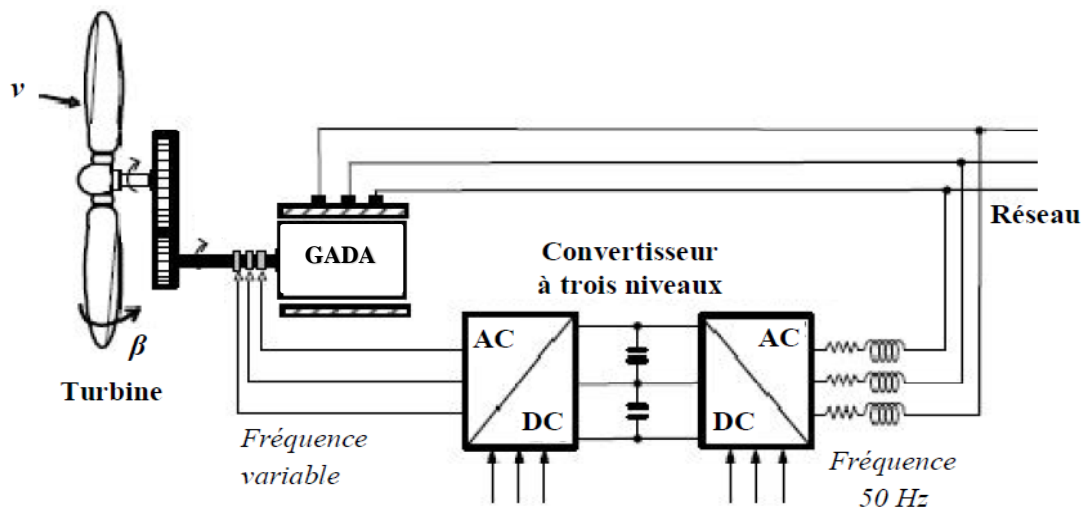 v
Réseau
GADA
Convertisseur
à trois niveaux
β
AC
AC
Turbine
DC
DC
Fréquence
variable
Fréquence
50 Hz